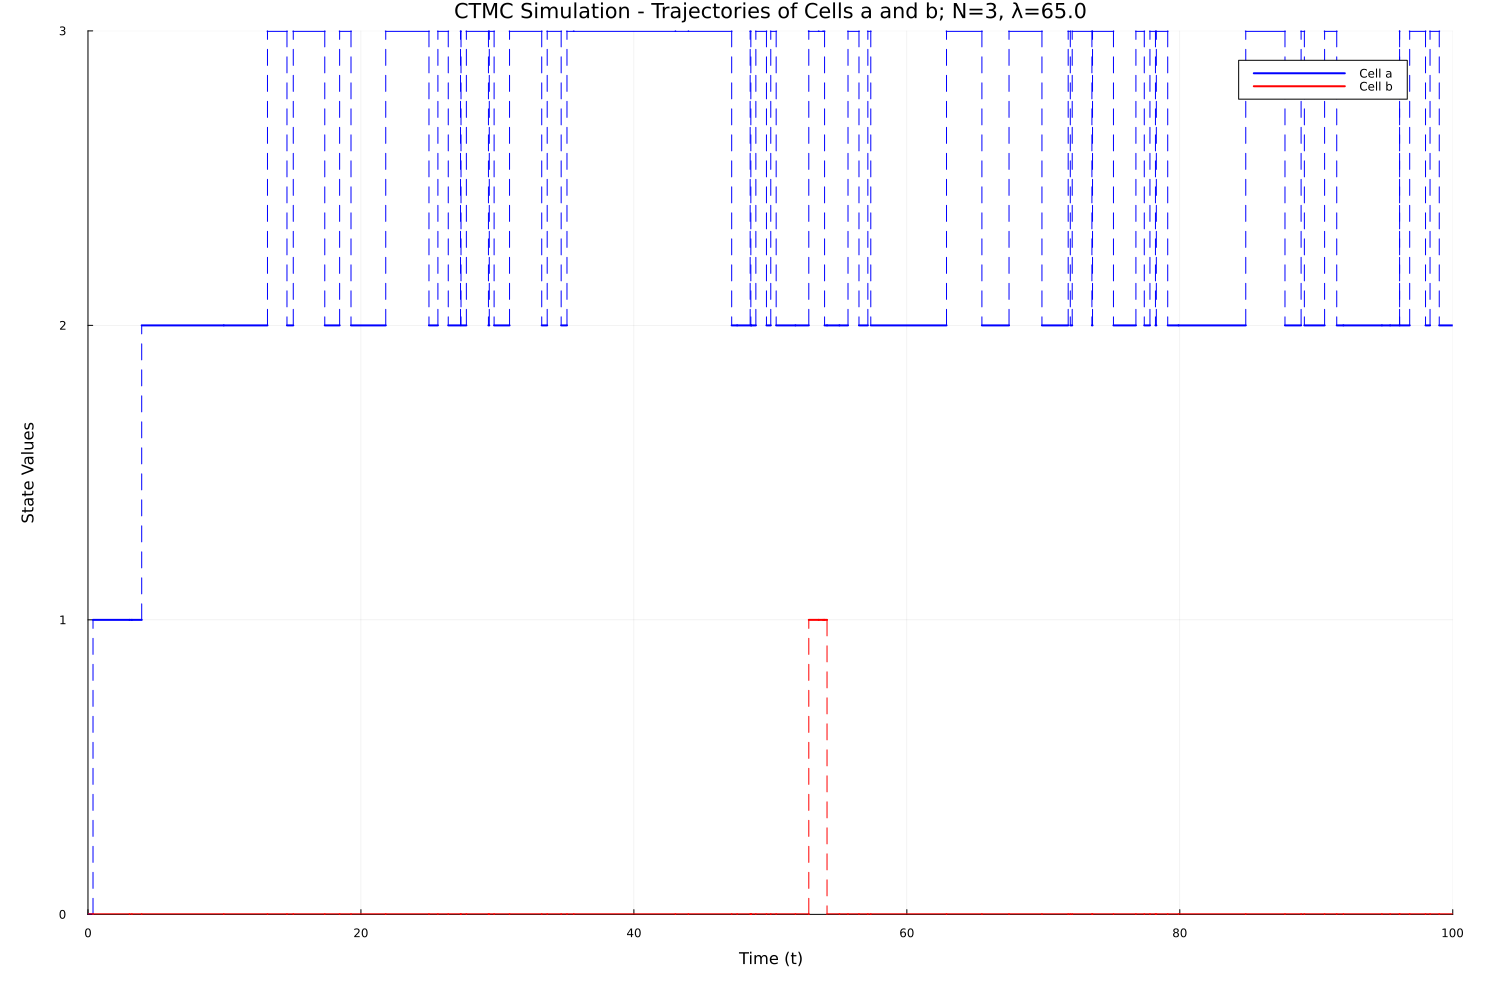 CTMC Simulation - Trajectories of Cells a and b; N=3, λ=65.0
3
Cell a
Cell b
2
State Values
1
0
0 20 40 60 80 100
Time (t)